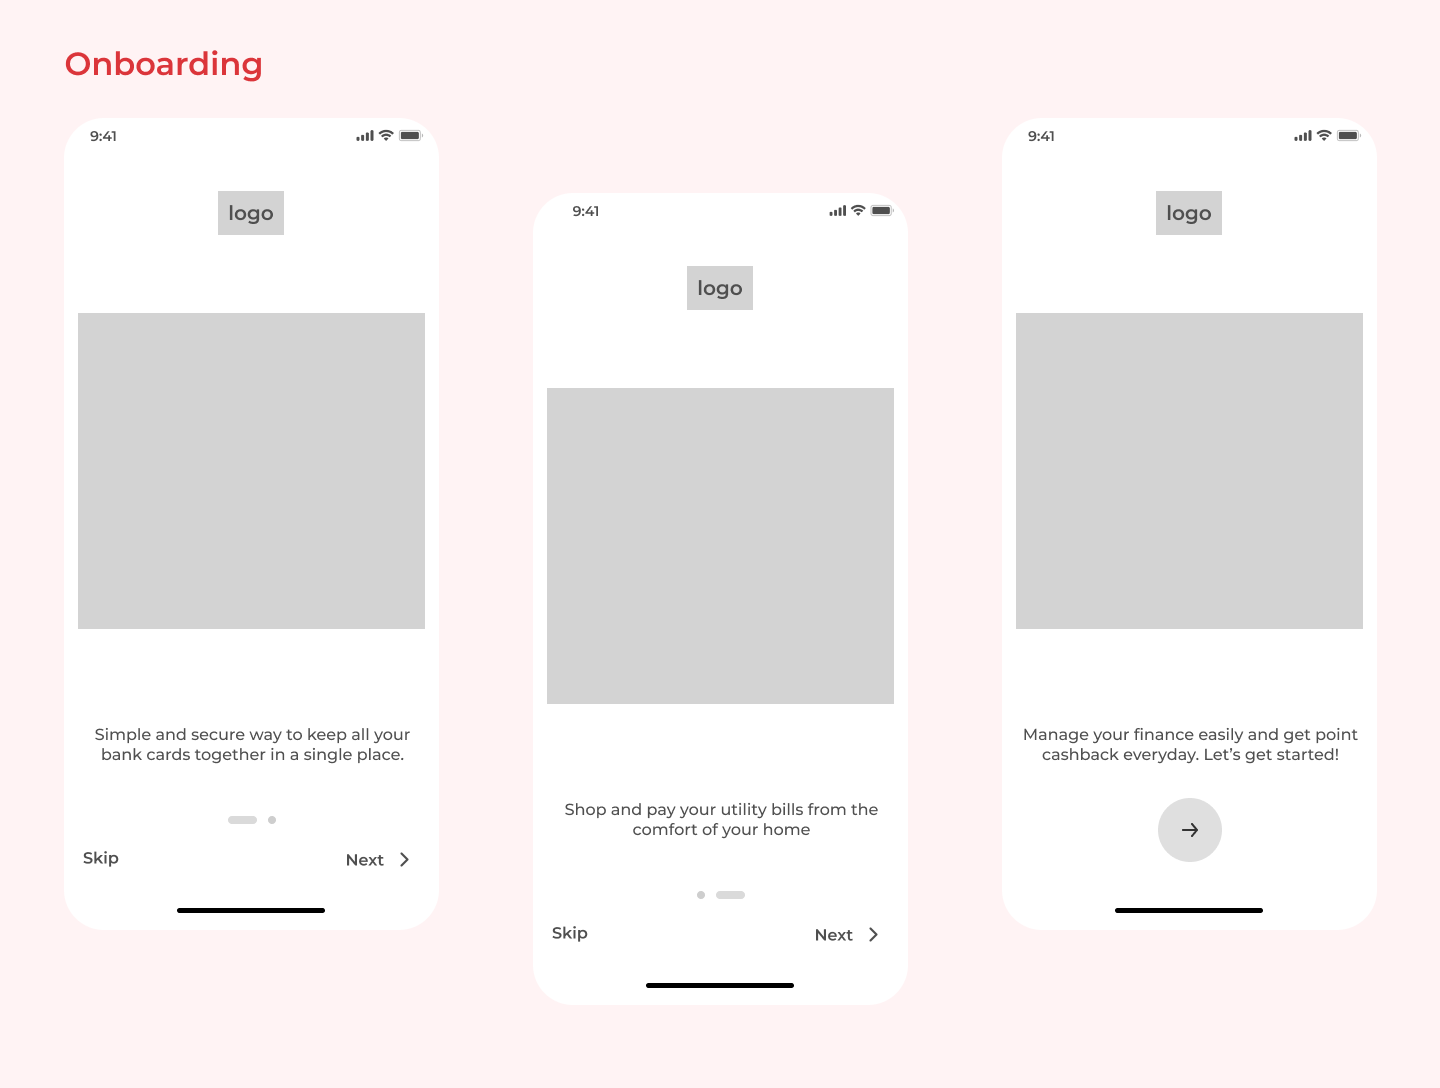 Onboarding
9:41
logo
Simple and secure way to keep all your
bank cards together in a single place.
Skip
Next
9:41
logo
Shop and pay your utility bills from the
comfort of your home
Skip
Next
9:41
logo
Manage your finance easily and get point
cashback everyday. Let’s get started!